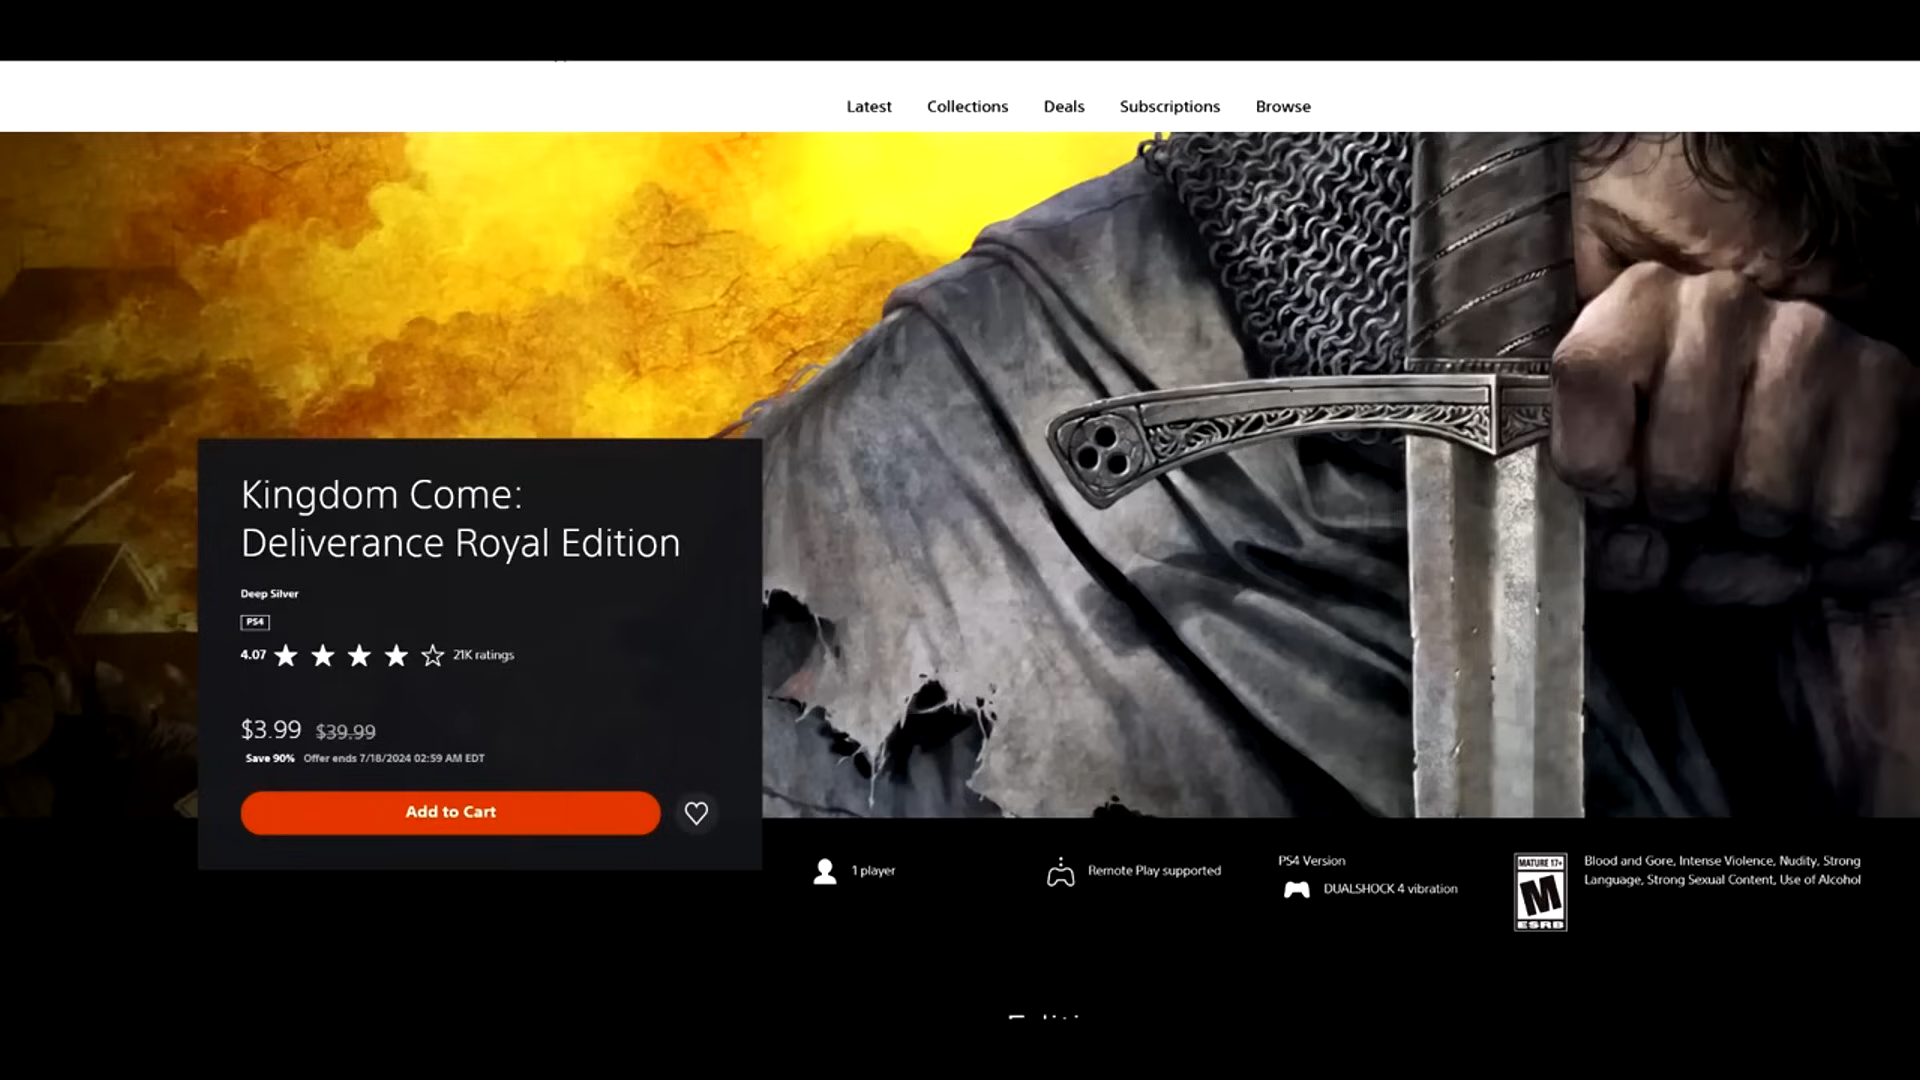 Latest Collections Deals Subscriptions Browse
Kingdom Come:
Deliverance Royal Edition
Deep Silver
PS4
4.07 21K ratings
$3.99 $39.99
Save 90% Offer ends 7/18/2024 02:59 AM EDT
Add to Cart
1 player
Remote Play supported
PS4 Version
DUALSHOCK 4 vibration
MATURE 17+
M
ESRB
Blood and Gore, Intense Violence, Nudity, Strong
Language, Strong Sexual Content, Use of Alcohol